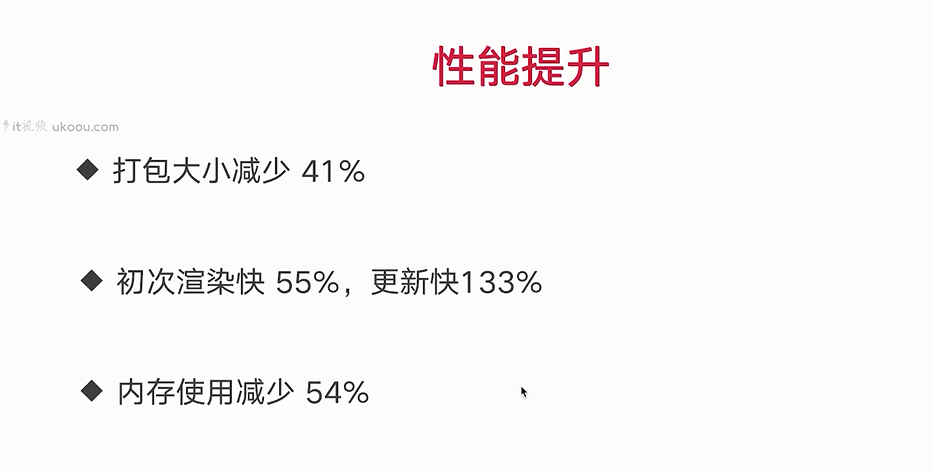 性能提升
it视频 ukoou.com
打包大小减少 41%
初次渲染快 55%，更新快133%
内存使用减少 54%